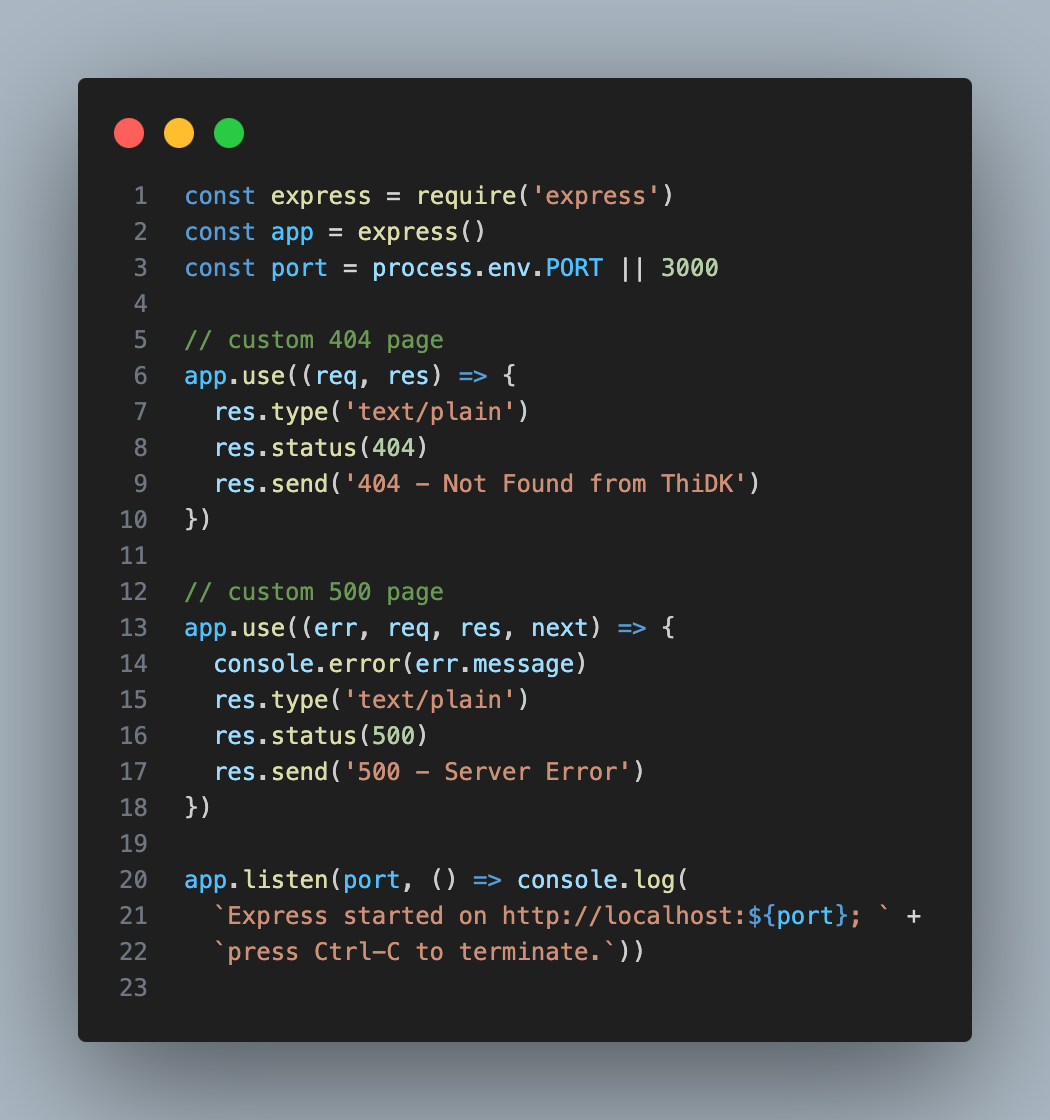 1 const express = require('express')
2 const app = express()
3 const port = process.env.PORT || 3000
4
5 // custom 404 page
6 app.use((req, res) => {
7   res.type('text/plain')
8   res.status(404)
9   res.send('404 - Not Found from ThiDK')
10 })
11
12 // custom 500 page
13 app.use((err, req, res, next) => {
14   console.error(err.message)
15   res.type('text/plain')
16   res.status(500)
17   res.send('500 - Server Error')
18 })
19
20 app.listen(port, () => console.log(
21   `Express started on http://localhost:${port}; ` +
22   `press Ctrl-C to terminate.`))
23